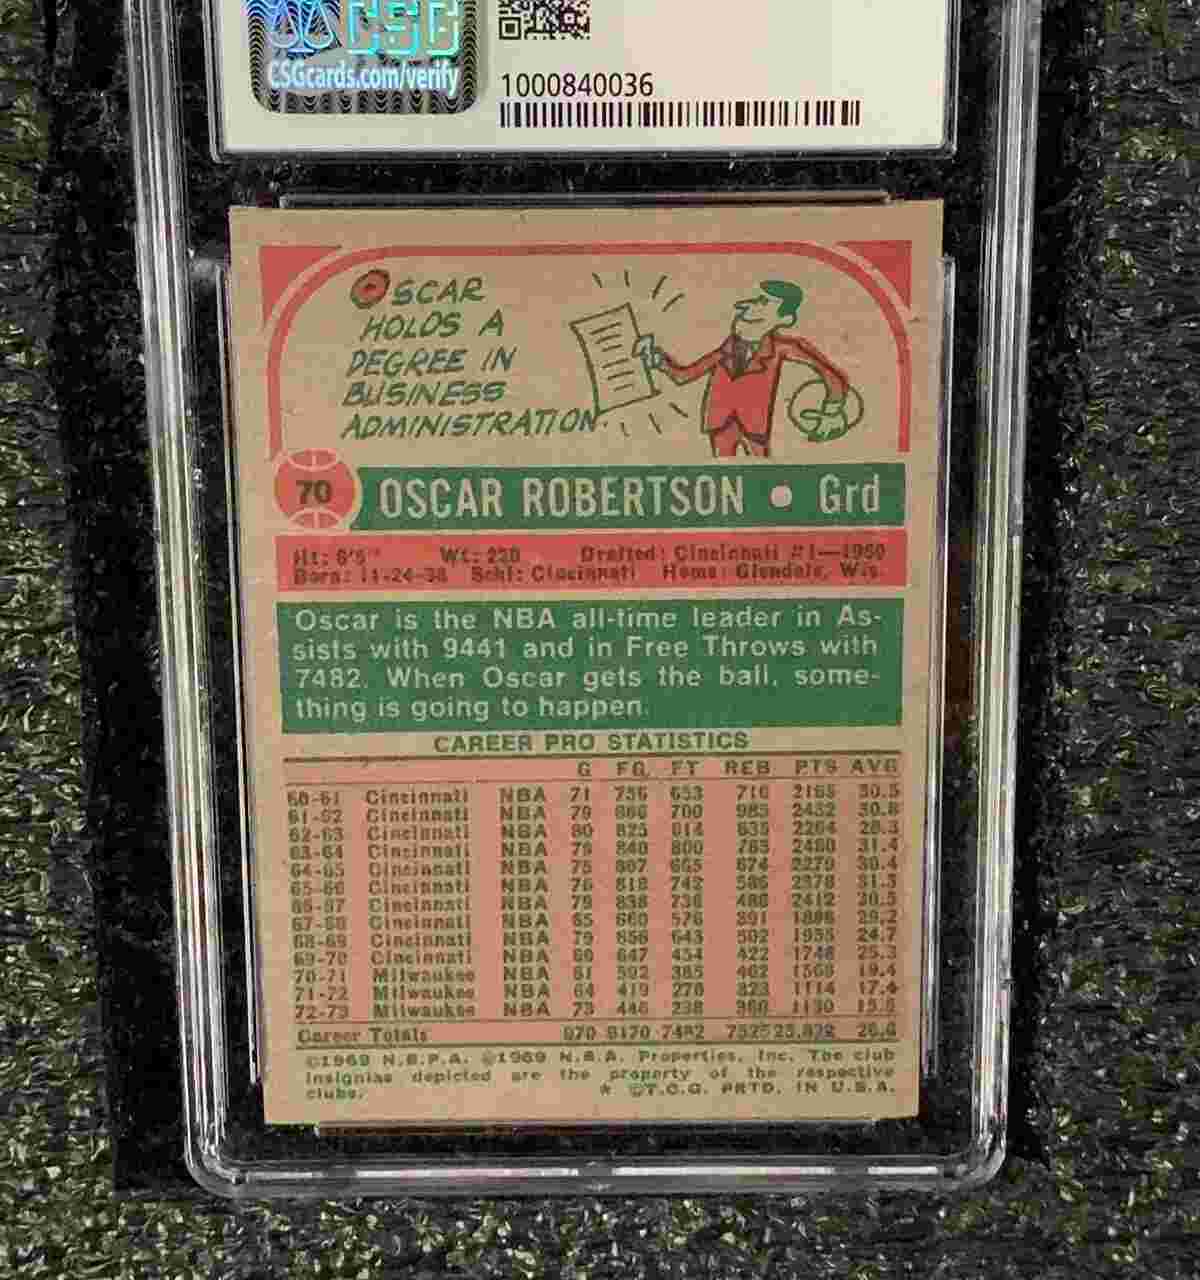 CSG
CSGcards.com/verify
1000840036
OSCAR
HOLDS A
DEGREE IN
BUSINESS
ADMINISTRATION.
70 OSCAR ROBERTSON • Grd
Ht: 6'5" Wt: 220 Drafted: Cincinnati #1—1960
Born: 11-24-38 Schl: Cincinnati Home: Glendale, Wis.
Oscar is the NBA all-time leader in As-
sists with 9441 and in Free Throws with
7482. When Oscar gets the ball, some-
thing is going to happen.
CAREER PRO STATISTICS
G FG FT REB PTS AVG
60-61 Cincinnati NBA 71 756 653 716 2165 30.5
61-62 Cincinnati NBA 79 866 700 985 2432 30.8
62-63 Cincinnati NBA 80 825 614 835 2264 28.3
63-64 Cincinnati NBA 79 840 800 783 2480 31.4
64-65 Cincinnati NBA 75 807 665 674 2279 30.4
65-66 Cincinnati NBA 76 818 742 586 2378 31.3
66-67 Cincinnati NBA 79 838 736 486 2412 30.5
67-68 Cincinnati NBA 65 660 576 391 1896 29.2
68-69 Cincinnati NBA 79 656 643 502 1955 24.7
69-70 Cincinnati NBA 69 647 454 422 1748 25.3
70-71 Milwaukee NBA 81 592 385 462 1569 19.4
71-72 Milwaukee NBA 64 419 276 323 1114 17.4
72-73 Milwaukee NBA 73 446 238 360 1130 15.5
Career Totals 970 9170 7482 7525 25,822 26.6
©1969 N.B.P.A. ©1969 N.B.A. Properties, Inc. The club
insignias depicted are the property of the respective
clubs. * ©T.C.G. PRTD. IN U.S.A.